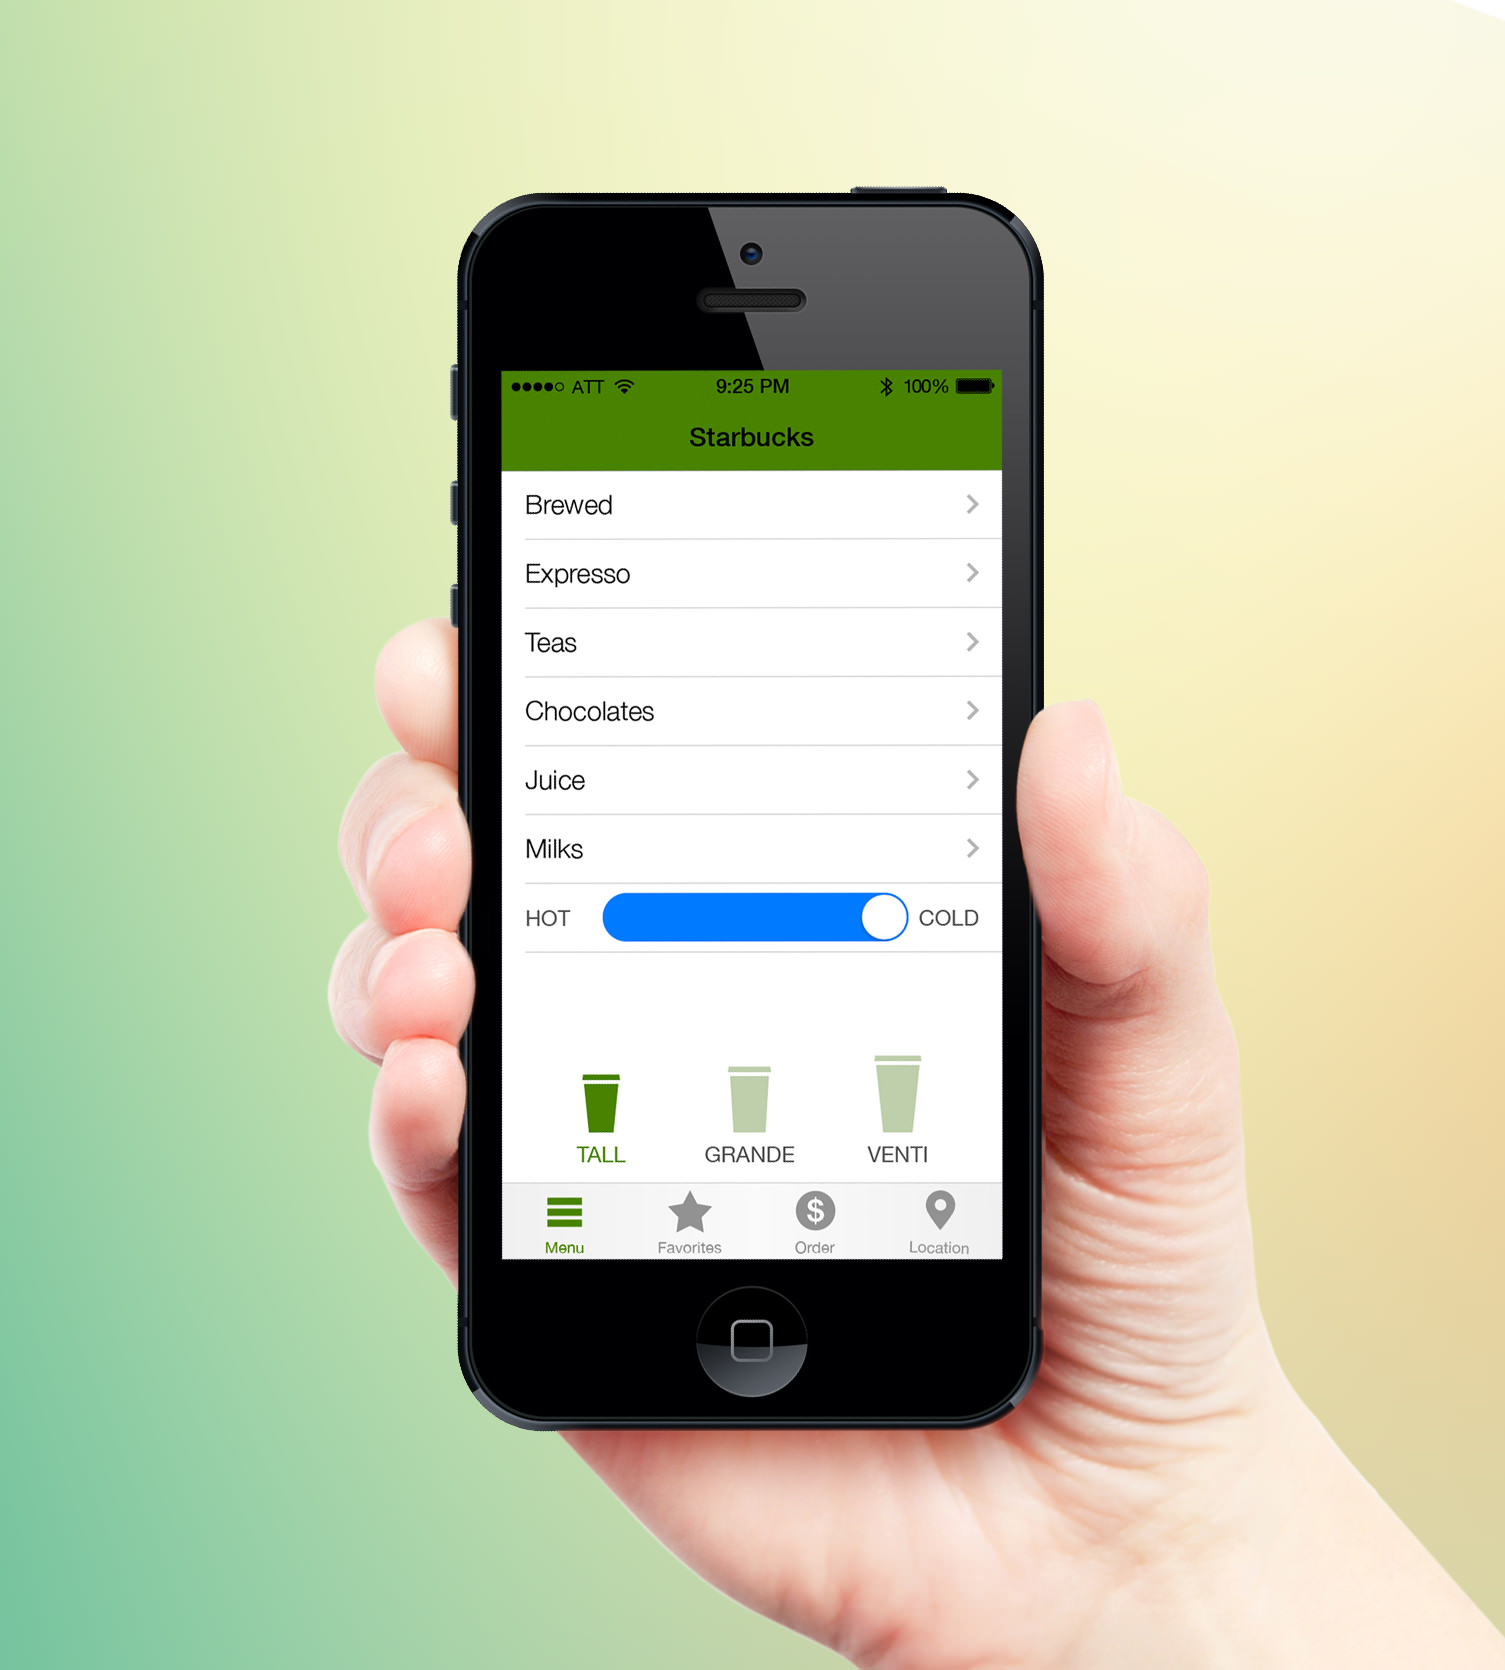 ATT 9:25 PM 100%
Starbucks
Brewed
Expresso
Teas
Chocolates
Juice
Milks
HOT COLD
TALL GRANDE VENTI
Menu Favorites Order Location